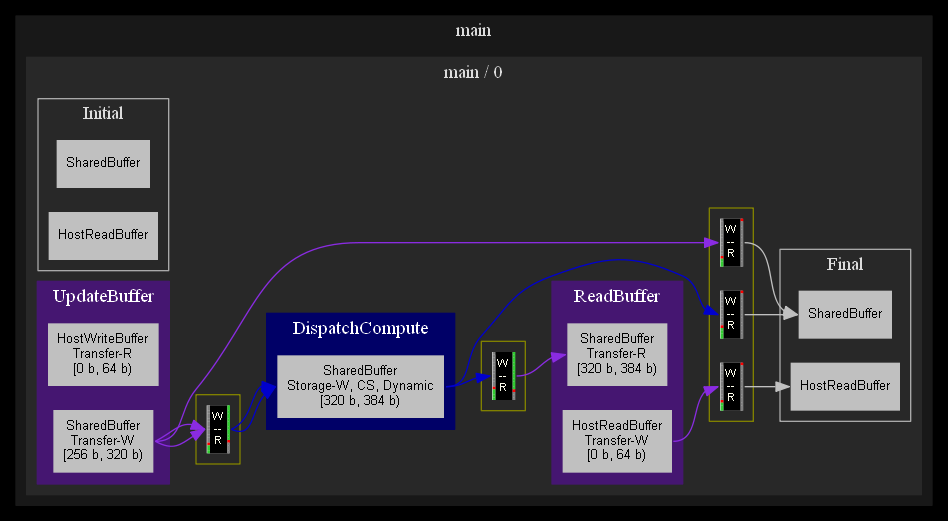 main
main / 0
Initial
SharedBuffer
HostReadBuffer
UpdateBuffer
HostWriteBuffer
Transfer-R
[0 b, 64 b)
SharedBuffer
Transfer-W
[256 b, 320 b)
W
--
R
DispatchCompute
SharedBuffer
Storage-W, CS, Dynamic
[320 b, 384 b)
W
--
R
ReadBuffer
SharedBuffer
Transfer-R
[320 b, 384 b)
HostReadBuffer
Transfer-W
[0 b, 64 b)
W
--
R
W
--
R
W
--
R
Final
SharedBuffer
HostReadBuffer